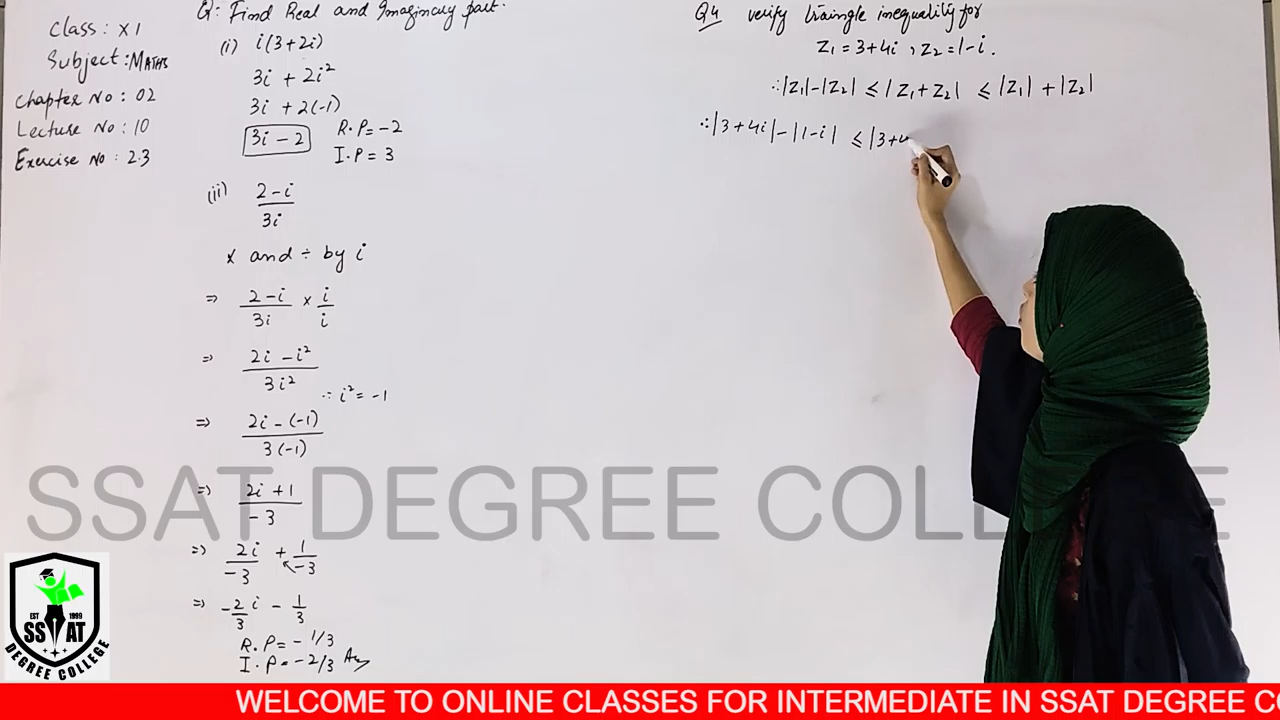 Class: XI
Subject: MATHS
Chapter No: 02
Lecture No: 10
Exercise No: 2.3
Q: Find Real and Imaginary part.
(i) i(3+2i)
3i + 2i²
3i + 2(-1)
3i - 2
R.P = -2
I.P = 3
(ii) 2-i / 3i
x and ÷ by i
=> 2-i / 3i x i / i
=> 2i - i² / 3i²
∵ i² = -1
=> 2i - (-1) / 3(-1)
=> 2i + 1 / -3
=> 2i / -3 + 1 / -3
=> -2/3 i - 1/3
R.P = -1/3
I.P = -2/3 Ans
Q4 verify traingle inequality for
Z₁ = 3+4i , Z₂ = 1-i .
∵ |Z₁| - |Z₂| ≤ |Z₁ + Z₂| ≤ |Z₁| + |Z₂|
∴ |3+4i| - |1-i| ≤ |3+4
SSAT DEGREE COLLEGE
EST 1999
SSAT
DEGREE COLLEGE
WELCOME TO ONLINE CLASSES FOR INTERMEDIATE IN SSAT DEGREE CO